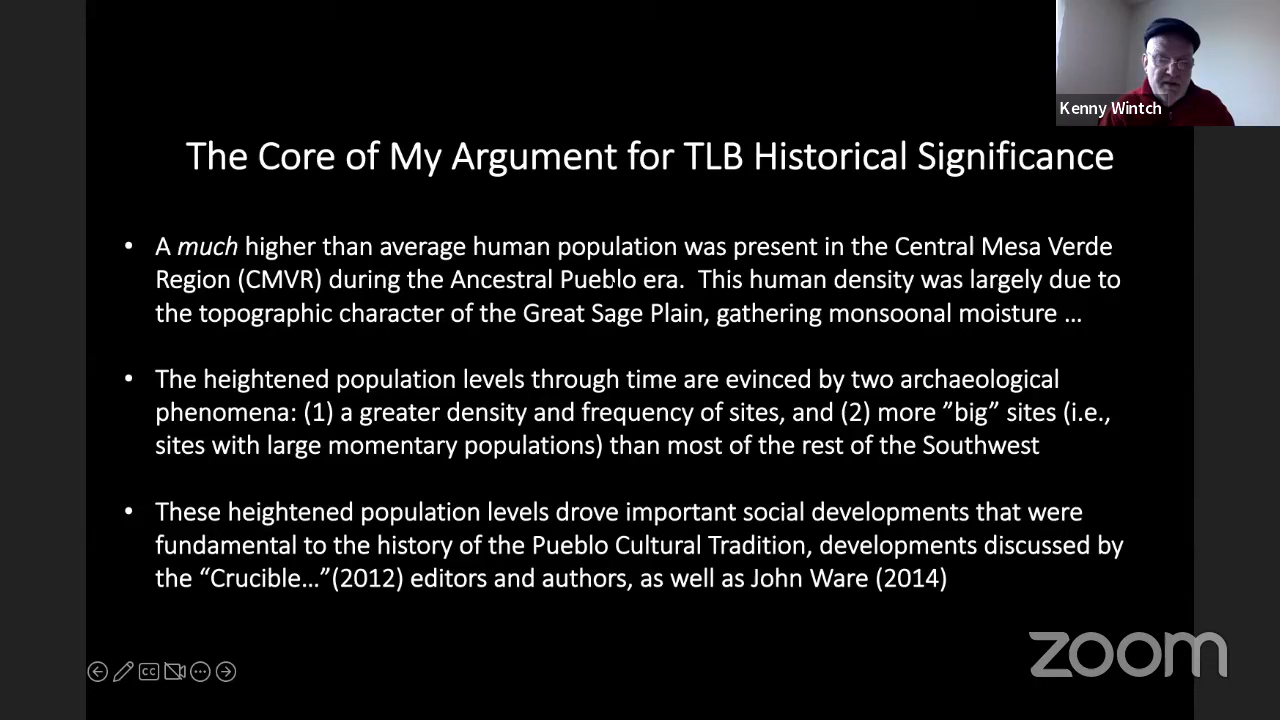 Kenny Wintch
The Core of My Argument for TLB Historical Significance
• A much higher than average human population was present in the Central Mesa Verde
Region (CMVR) during the Ancestral Pueblo era.  This human density was largely due to
the topographic character of the Great Sage Plain, gathering monsoonal moisture …
• The heightened population levels through time are evinced by two archaeological
phenomena: (1) a greater density and frequency of sites, and (2) more ”big” sites (i.e.,
sites with large momentary populations) than most of the rest of the Southwest
• These heightened population levels drove important social developments that were
fundamental to the history of the Pueblo Cultural Tradition, developments discussed by
the “Crucible…”(2012) editors and authors, as well as John Ware (2014)
CC
zoom